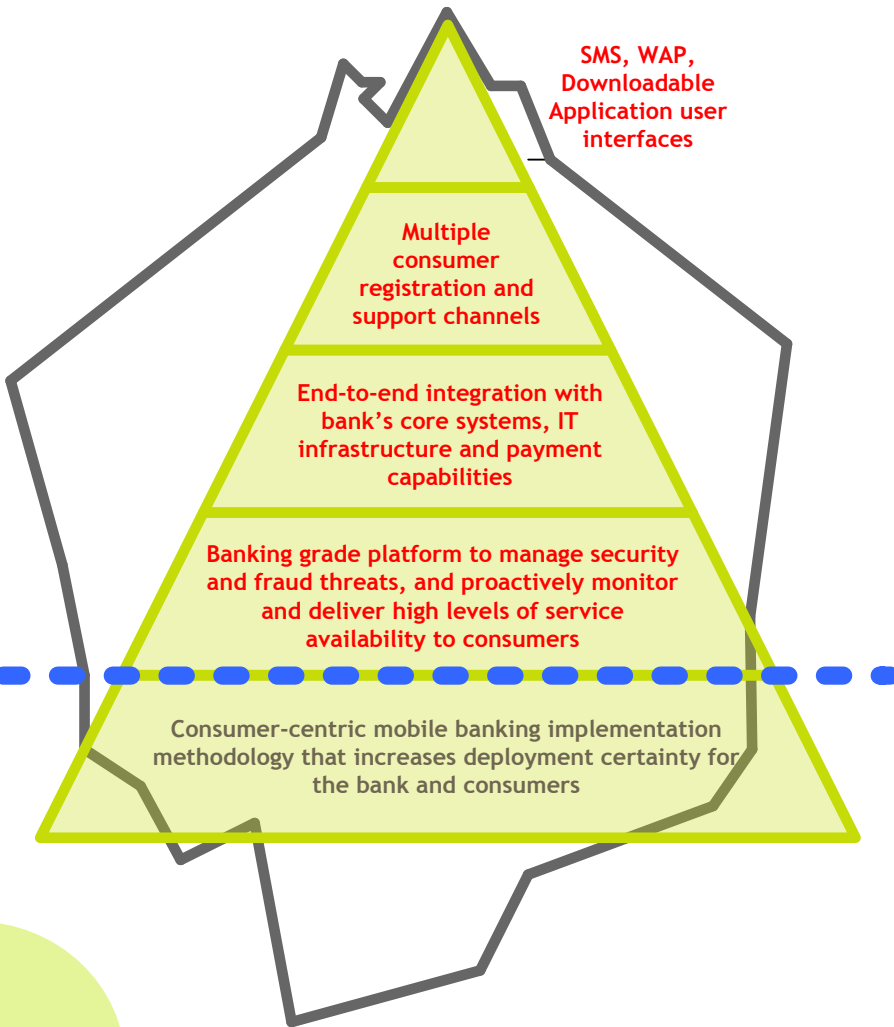 SMS, WAP,
Downloadable
Application user
interfaces
Multiple
consumer
registration and
support channels
End-to-end integration with
bank’s core systems, IT
infrastructure and payment
capabilities
Banking grade platform to manage security
and fraud threats, and proactively monitor
and deliver high levels of service
availability to consumers
Consumer-centric mobile banking implementation
methodology that increases deployment certainty for
the bank and consumers